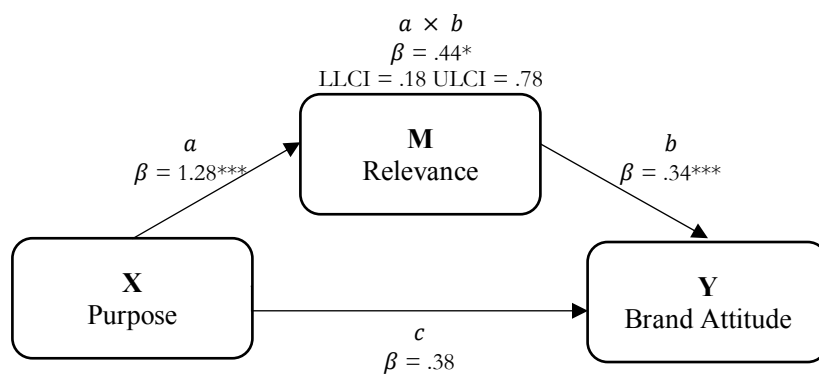 a × b
β = .44*
LLCI = .18 ULCI = .78
M
Relevance
a
β = 1.28***
b
β = .34***
X
Purpose
Y
Brand Attitude
c
β = .38